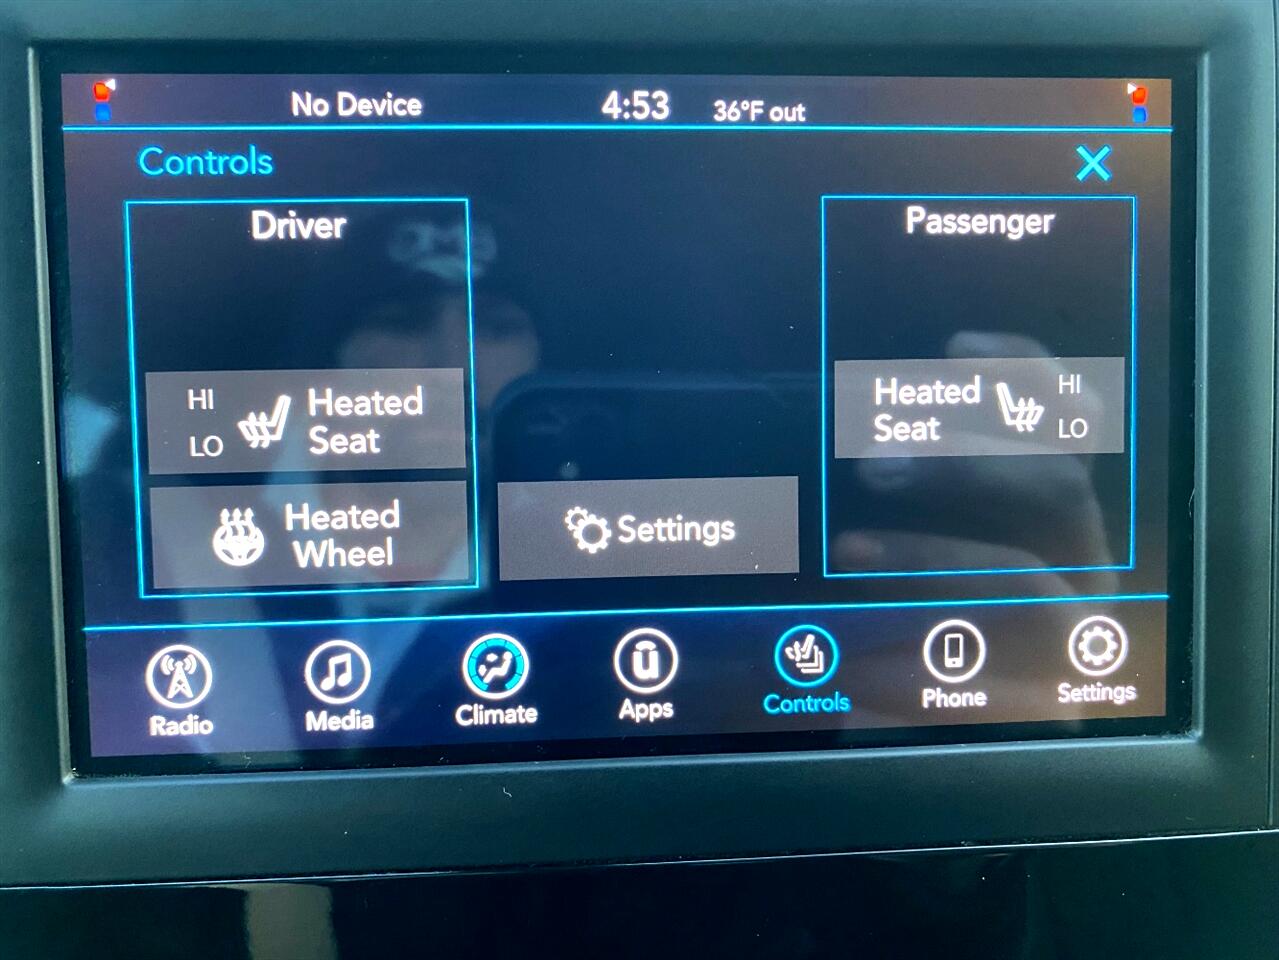 No Device 4:53 36°F out
Controls
Driver
Passenger
HI
LO
Heated
Seat
Heated
Seat
HI
LO
Heated
Wheel
Settings
Radio
Media
Climate
Apps
Controls
Phone
Settings